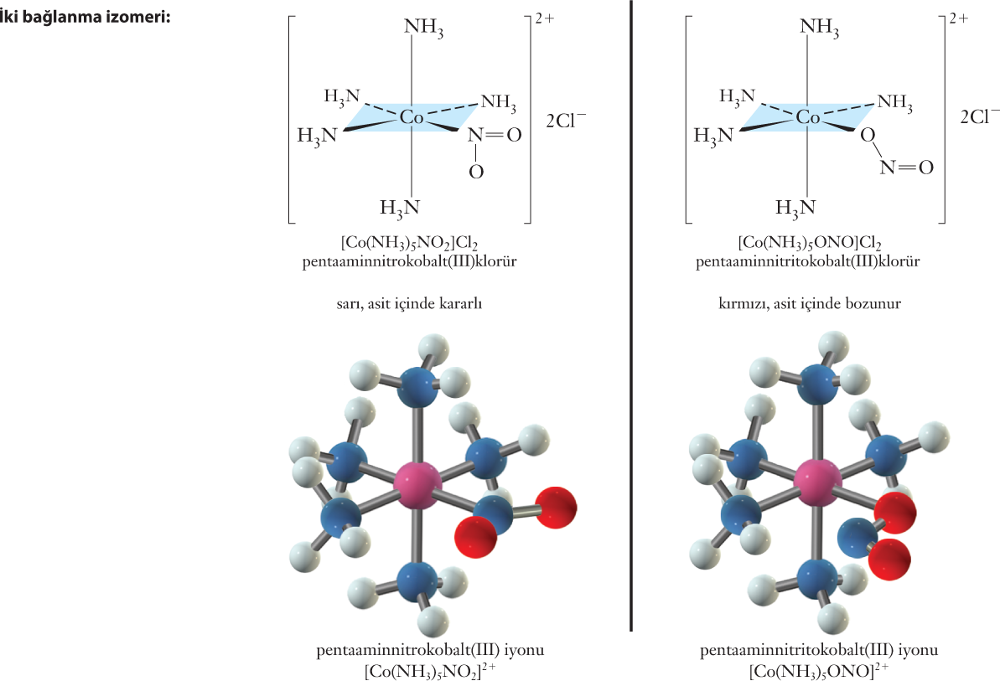 İki bağlanma izomeri:
NH₃
H₃N
NH₃
Co
H₃N
N=O
O
H₃N
2+
2Cl⁻
[Co(NH₃)₅NO₂]Cl₂
pentaaminnitrokobalt(III)klorür
sarı, asit içinde kararlı
pentaaminnitrokobalt(III) iyonu
[Co(NH₃)₅NO₂]²⁺
NH₃
H₃N
NH₃
Co
H₃N
O
N=O
H₃N
2+
2Cl⁻
[Co(NH₃)₅ONO]Cl₂
pentaaminnitritokobalt(III)klorür
kırmızı, asit içinde bozunur
pentaaminnitritokobalt(III) iyonu
[Co(NH₃)₅ONO]²⁺